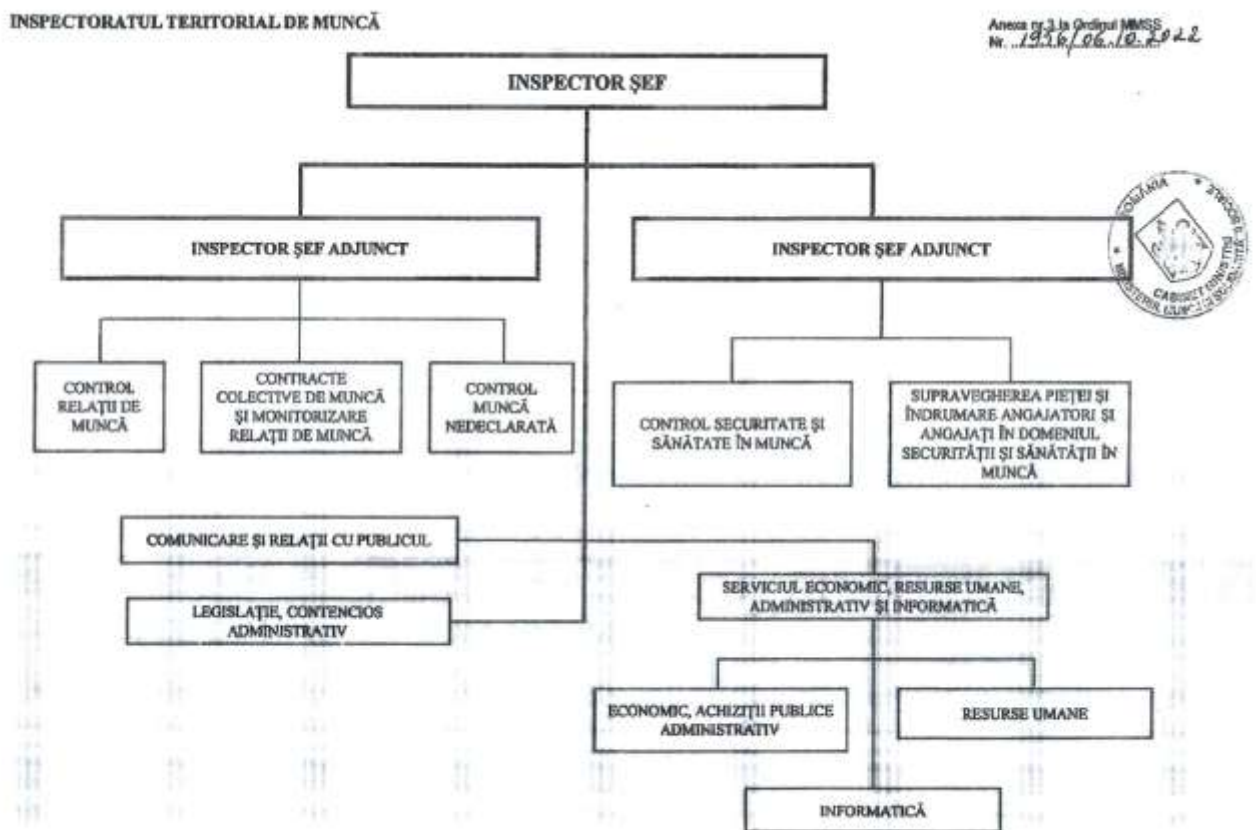 INSPECTORATUL TERITORIAL DE MUNCĂ
Anexa nr.3 la Ordinul MMSS
Nr. 1936/06.10.2022
INSPECTOR ŞEF
INSPECTOR ŞEF ADJUNCT
INSPECTOR ŞEF ADJUNCT
CONTROL
RELAŢII DE
MUNCĂ
CONTRACTE
COLECTIVE DE MUNCĂ
ŞI MONITORIZARE
RELAŢII DE MUNCĂ
CONTROL
MUNCĂ
NEDECLARATĂ
CONTROL SECURITATE ŞI
SĂNĂTATE ÎN MUNCĂ
SUPRAVEGHEREA PIEŢEI ŞI
ÎNDRUMARE ANGAJATORI ŞI
ANGAJAŢI ÎN DOMENIUL
SECURITĂŢII ŞI SĂNĂTĂŢII ÎN
MUNCĂ
COMUNICARE ŞI RELAŢII CU PUBLICUL
SERVICIUL ECONOMIC, RESURSE UMANE,
ADMINISTRATIV ŞI INFORMATICĂ
LEGISLAŢIE, CONTENCIOS
ADMINISTRATIV
ECONOMIC, ACHIZIŢII PUBLICE
ADMINISTRATIV
RESURSE UMANE
INFORMATICĂ
ROMÂNIA
CABINET MINISTRU